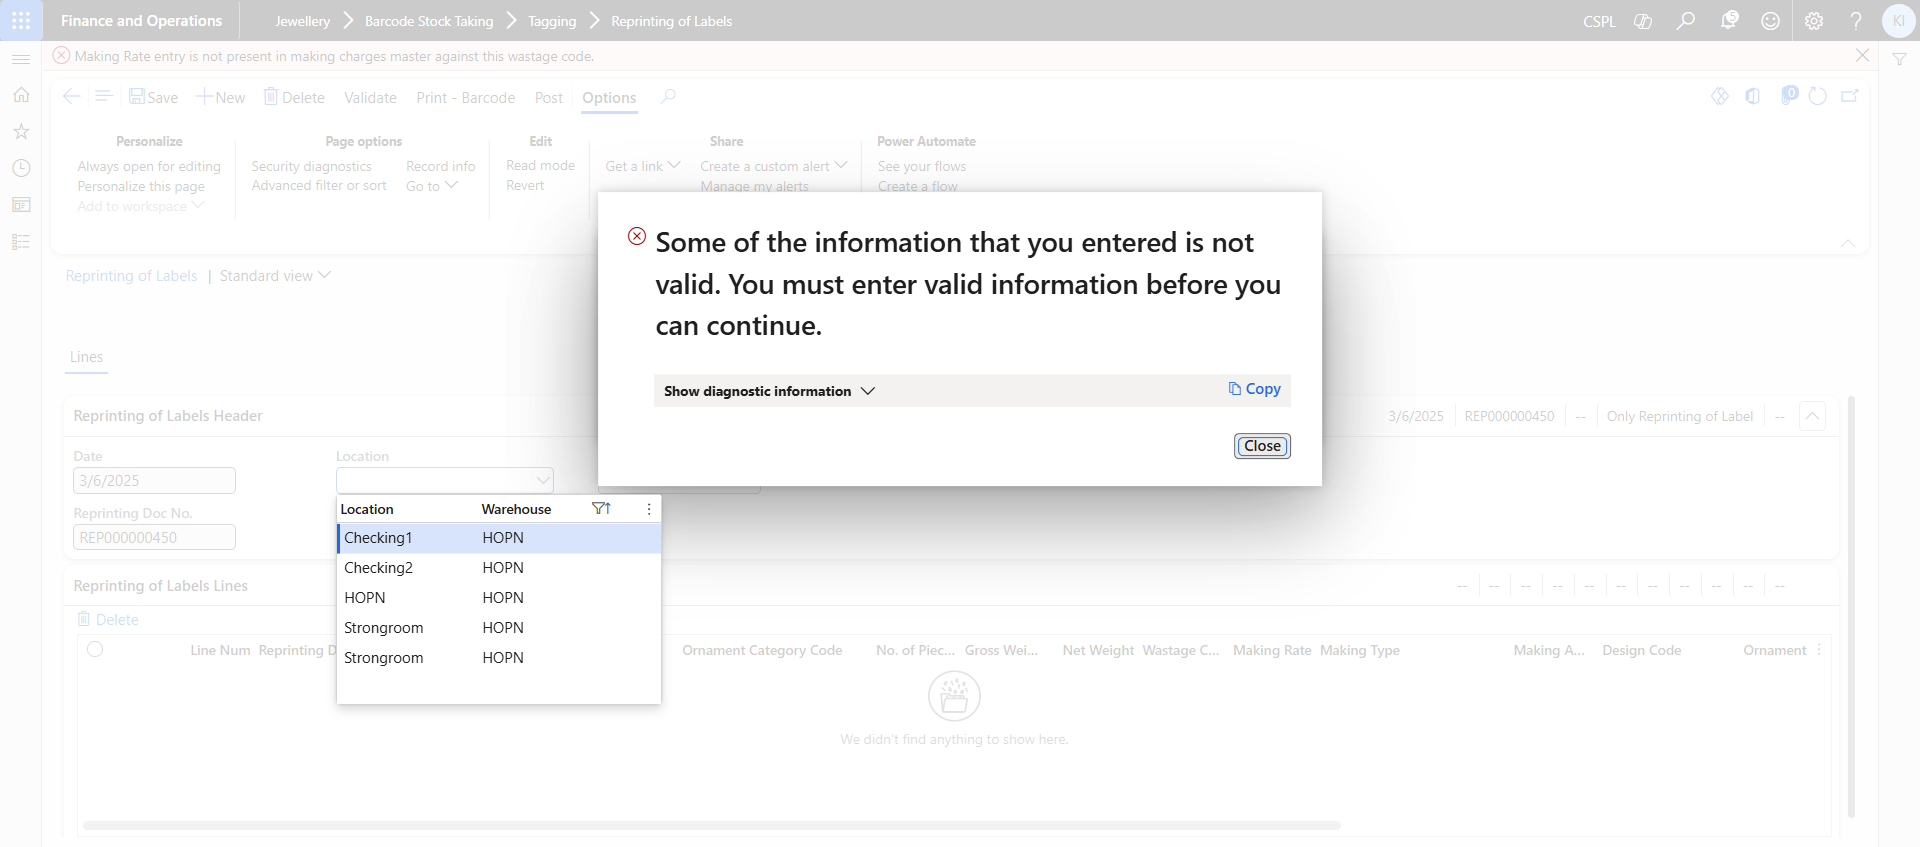 Finance and Operations
Jewellery
Barcode Stock Taking
Tagging
Reprinting of Labels
CSPL
5
KI
Making Rate entry is not present in making charges master against this wastage code.
Save
New
Delete
Validate
Print - Barcode
Post
Options
0
Personalize
Always open for editing
Personalize this page
Add to workspace
Page options
Security diagnostics
Advanced filter or sort
Record info
Go to
Edit
Read mode
Revert
Share
Get a link
Create a custom alert
Manage my alerts
Power Automate
See your flows
Create a flow
Some of the information that you entered is not
valid. You must enter valid information before you
can continue.
Show diagnostic information
Copy
Close
Reprinting of Labels | Standard view
Lines
Reprinting of Labels Header
3/6/2025
REP000000450
--
Only Reprinting of Label
--
Date
3/6/2025
Location
Reprinting Doc No.
REP000000450
Location Warehouse
Checking1 HOPN
Checking2 HOPN
HOPN HOPN
Strongroom HOPN
Strongroom HOPN
Reprinting of Labels Lines
-- -- -- -- -- -- -- -- -- -- --
Delete
Line Num Reprinting D Ornament Category Code No. of Piec... Gross Wei... Net Weight Wastage C... Making Rate Making Type Making A... Design Code Ornament
We didn't find anything to show here.